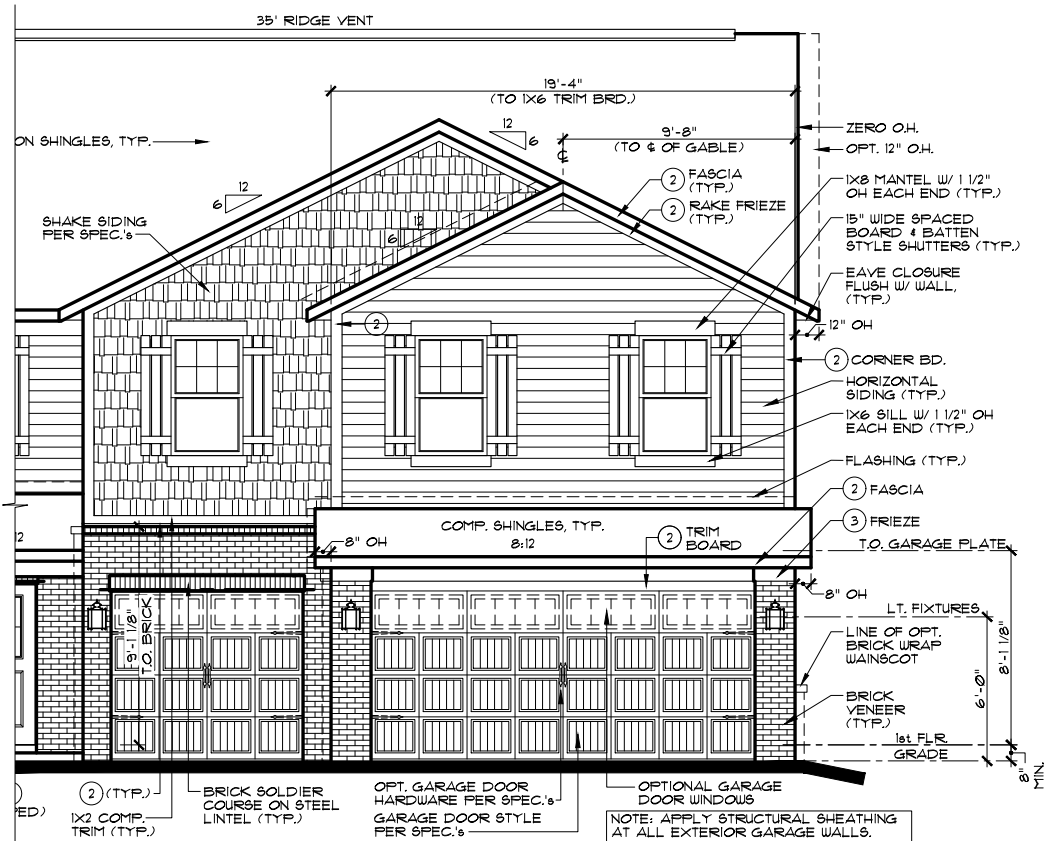 35' RIDGE VENT
19'-4"
(TO 1X6 TRIM BRD.)
12
6
9'-8"
(TO ℄ OF GABLE)
℄
ZERO O.H.
OPT. 12" O.H.
ON SHINGLES, TYP.
2 FASCIA
(TYP.)
2 RAKE FRIEZE
(TYP.)
1X8 MANTEL W/ 1 1/2"
OH EACH END (TYP.)
12
6
SHAKE SIDING
PER SPEC.'s
12
6
15" WIDE SPACED
BOARD & BATTEN
STYLE SHUTTERS (TYP.)
EAVE CLOSURE
FLUSH W/ WALL,
(TYP.)
2
12" OH
2 CORNER BD.
HORIZONTAL
SIDING (TYP.)
1X6 SILL W/ 1 1/2" OH
EACH END (TYP.)
FLASHING (TYP.)
2 FASCIA
COMP. SHINGLES, TYP.
8:12
2 TRIM
BOARD
3 FRIEZE
12
8" OH
T.O. GARAGE PLATE
8" OH
LT. FIXTURES
9'-1 1/8"
T.O. BRICK
LINE OF OPT.
BRICK WRAP
WAINSCOT
6'-0"
8'-1 1/8"
BRICK
VENEER
(TYP.)
1st FLR.
GRADE
8"
MIN.
PED)
2 (TYP.)
1X2 COMP.
TRIM (TYP.)
BRICK SOLDIER
COURSE ON STEEL
LINTEL (TYP.)
OPT. GARAGE DOOR
HARDWARE PER SPEC.'s
GARAGE DOOR STYLE
PER SPEC.'s
OPTIONAL GARAGE
DOOR WINDOWS
NOTE: APPLY STRUCTURAL SHEATHING
AT ALL EXTERIOR GARAGE WALLS.